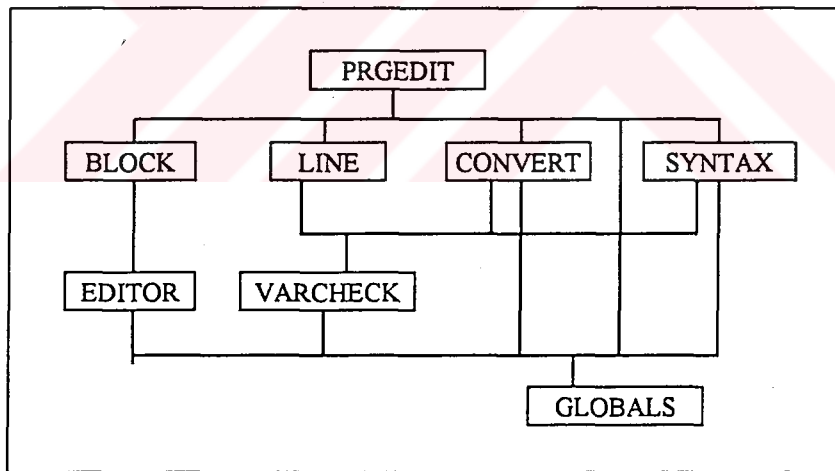 PRGEDIT
BLOCK LINE CONVERT SYNTAX
EDITOR VARCHECK
GLOBALS